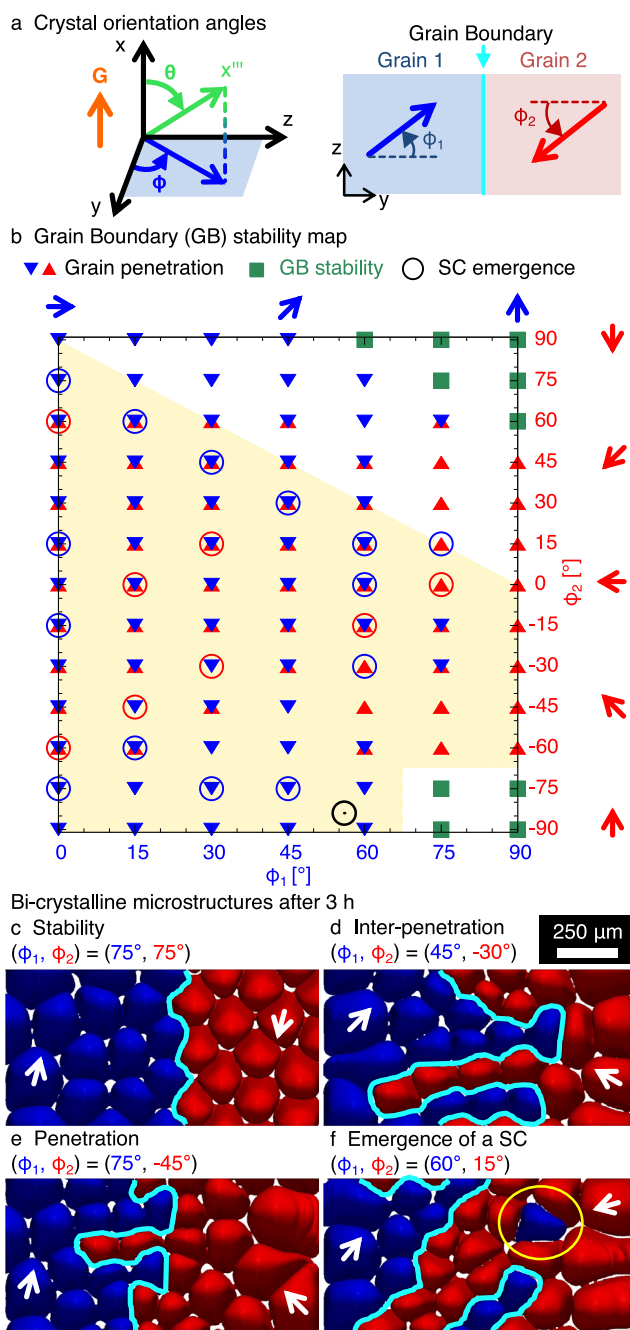 a Crystal orientation angles
x
θ
x'''
G
z
ϕ
y
Grain Boundary
Grain 1
Grain 2
ϕ1
ϕ2
z
y
b Grain Boundary (GB) stability map
Grain penetration
GB stability
SC emergence
90
75
60
45
30
15
0
-15
-30
-45
-60
-75
-90
ϕ2 [°]
0 15 30 45 60 75 90
ϕ1 [°]
Bi-crystalline microstructures after 3 h
c Stability
(ϕ1, ϕ2) = (75°, 75°)
d Inter-penetration
(ϕ1, ϕ2) = (45°, -30°)
250 μm
e Penetration
(ϕ1, ϕ2) = (75°, -45°)
f Emergence of a SC
(ϕ1, ϕ2) = (60°, 15°)